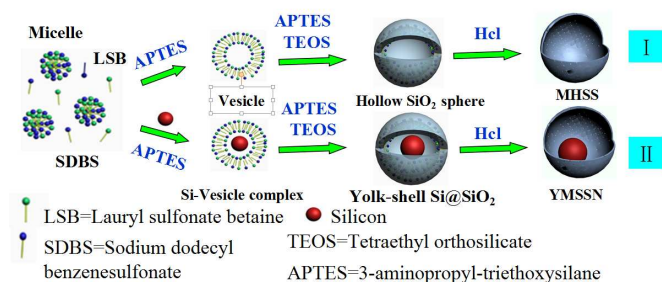 Micelle
LSB
SDBS
APTES
APTES
Vesicle
Si-Vesicle complex
APTES
TEOS
APTES
TEOS
Hollow SiO₂ sphere
Yolk-shell Si@SiO₂
Hcl
Hcl
MHSS
YMSSN
I
II
LSB=Lauryl sulfonate betaine
Silicon
SDBS=Sodium dodecyl
benzenesulfonate
TEOS=Tetraethyl orthosilicate
APTES=3-aminopropyl-triethoxysilane